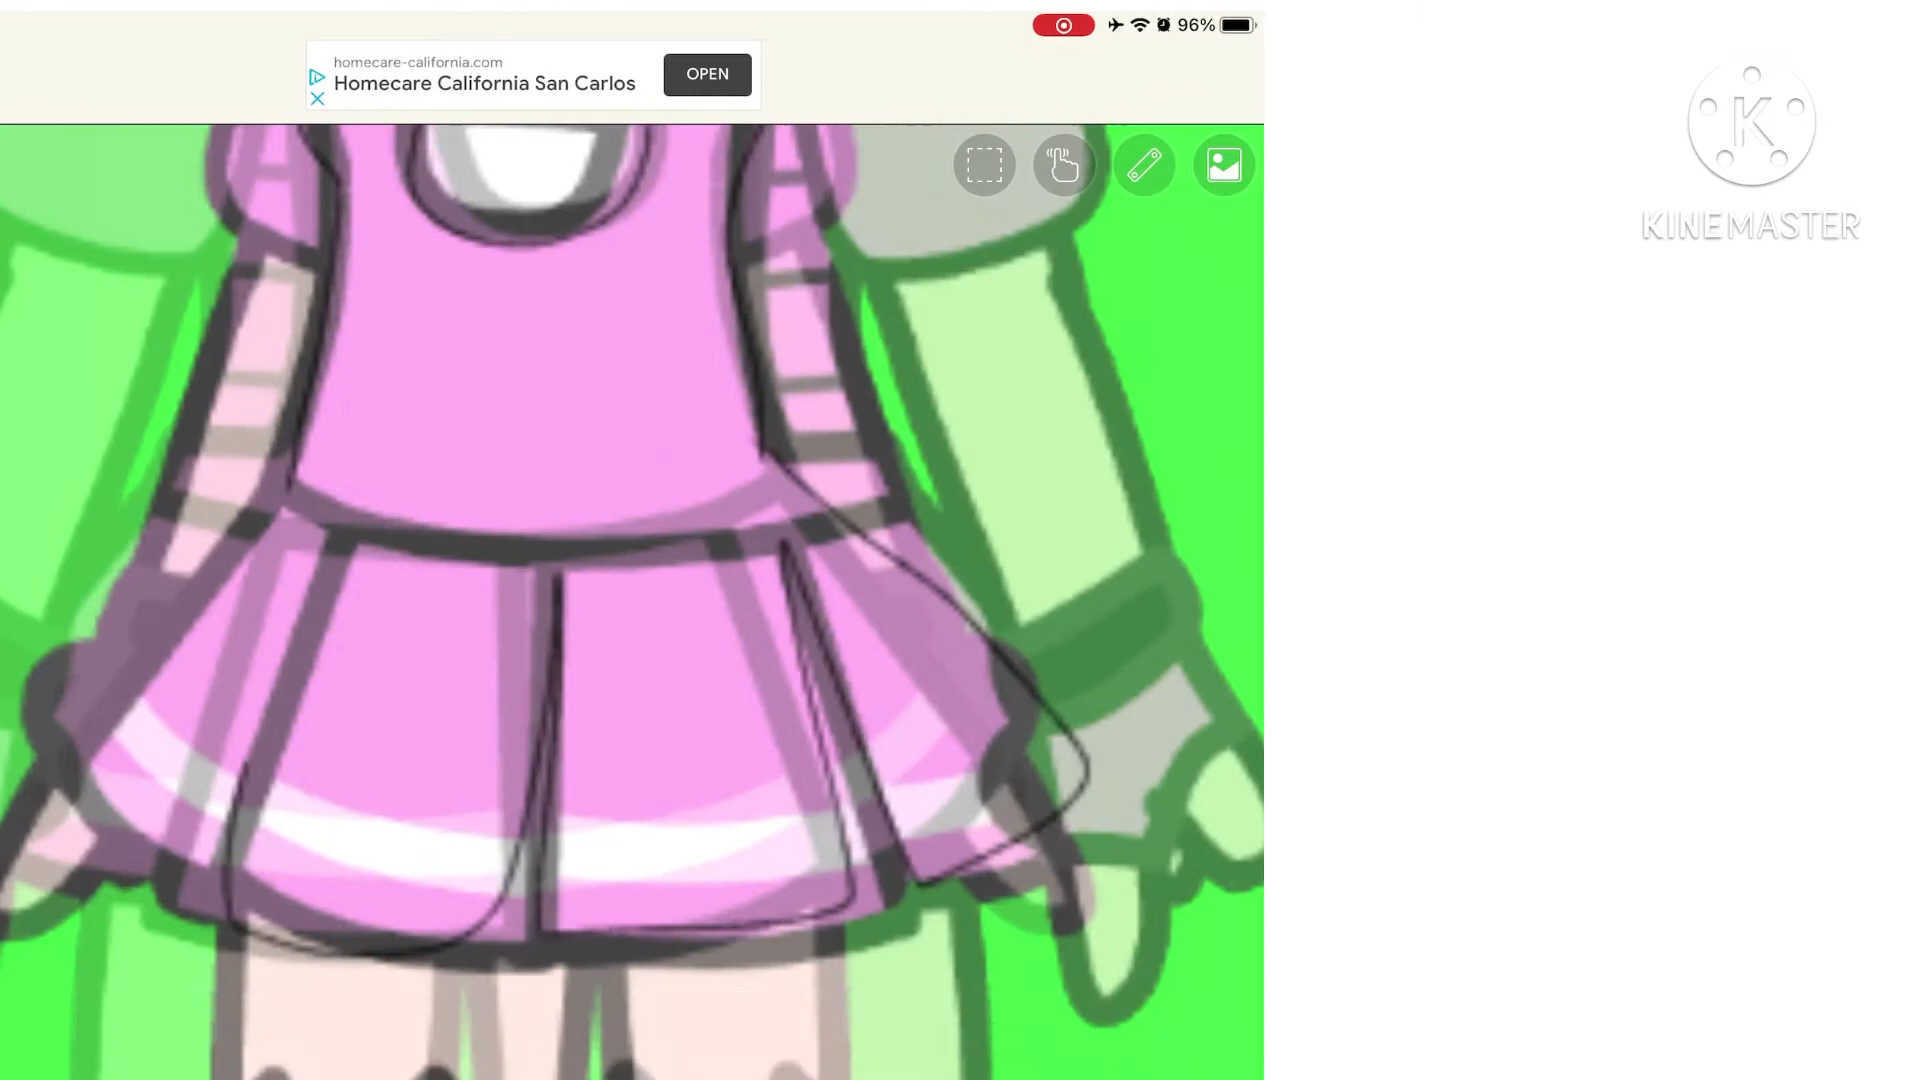 96%
homecare-california.com
Homecare California San Carlos
OPEN
K
KINEMASTER